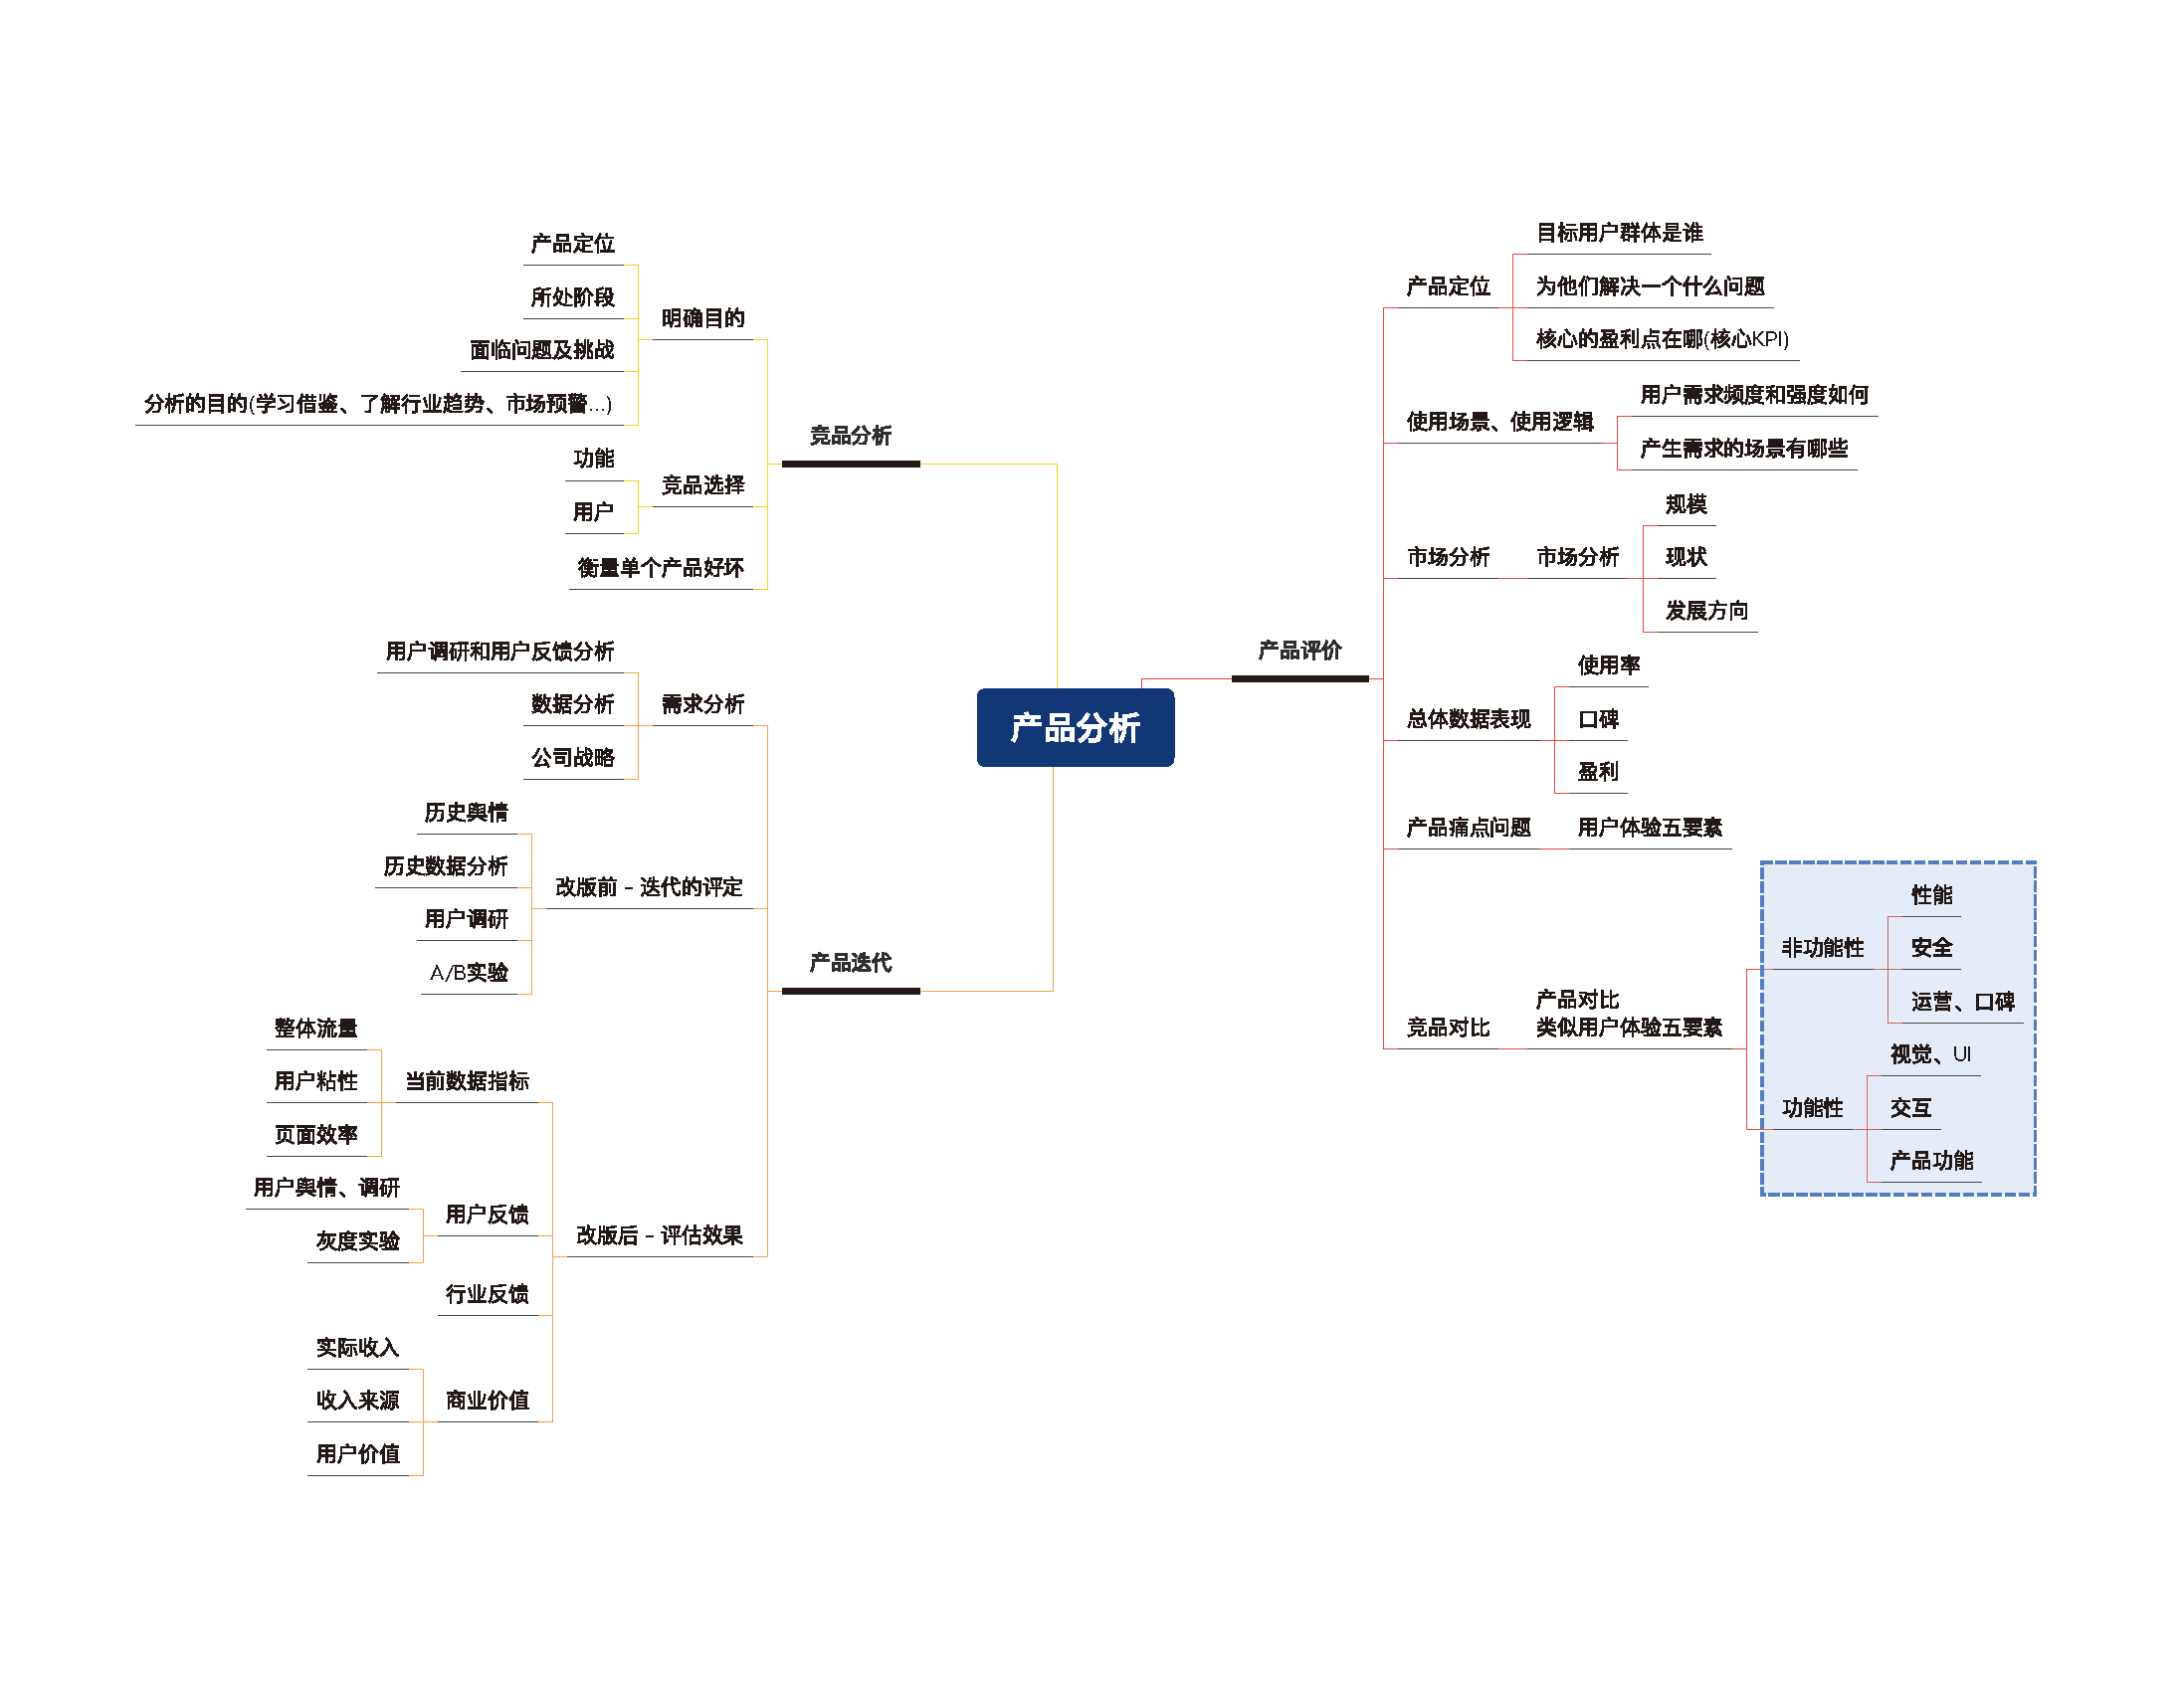 产品分析
产品评价
产品定位
目标用户群体是谁
为他们解决一个什么问题
核心的盈利点在哪(核心KPI)
使用场景、使用逻辑
用户需求频度和强度如何
产生需求的场景有哪些
市场分析
市场分析
规模
现状
发展方向
总体数据表现
使用率
口碑
盈利
产品痛点问题
用户体验五要素
竞品对比
产品对比
类似用户体验五要素
非功能性
性能
安全
运营、口碑
功能性
视觉、UI
交互
产品功能
竞品分析
明确目的
产品定位
所处阶段
面临问题及挑战
分析的目的(学习借鉴、了解行业趋势、市场预警...)
竞品选择
功能
用户
衡量单个产品好坏
产品迭代
需求分析
用户调研和用户反馈分析
数据分析
公司战略
改版前 - 迭代的评定
历史舆情
历史数据分析
用户调研
A/B实验
改版后 - 评估效果
当前数据指标
整体流量
用户粘性
页面效率
用户反馈
用户舆情、调研
灰度实验
行业反馈
商业价值
实际收入
收入来源
用户价值